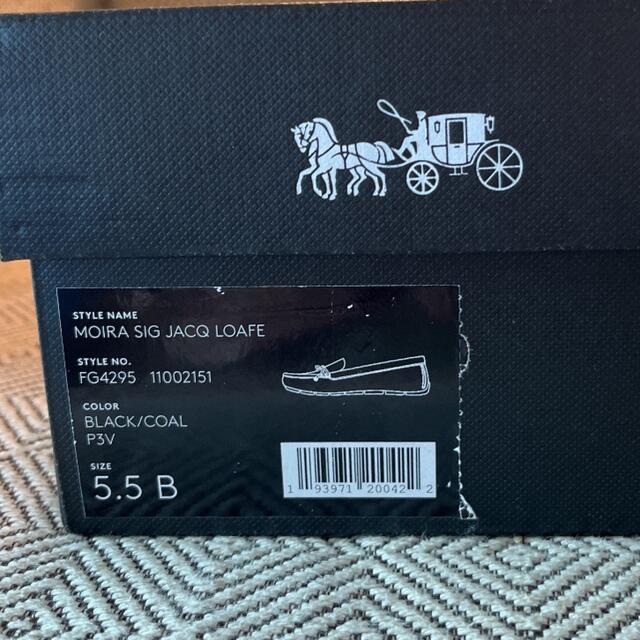 STYLE NAME
MOIRA SIG JACQ LOAFE
STYLE NO.
FG4295 11002151
COLOR
BLACK/COAL
P3V
SIZE
5.5 B
1 93971 20042 2